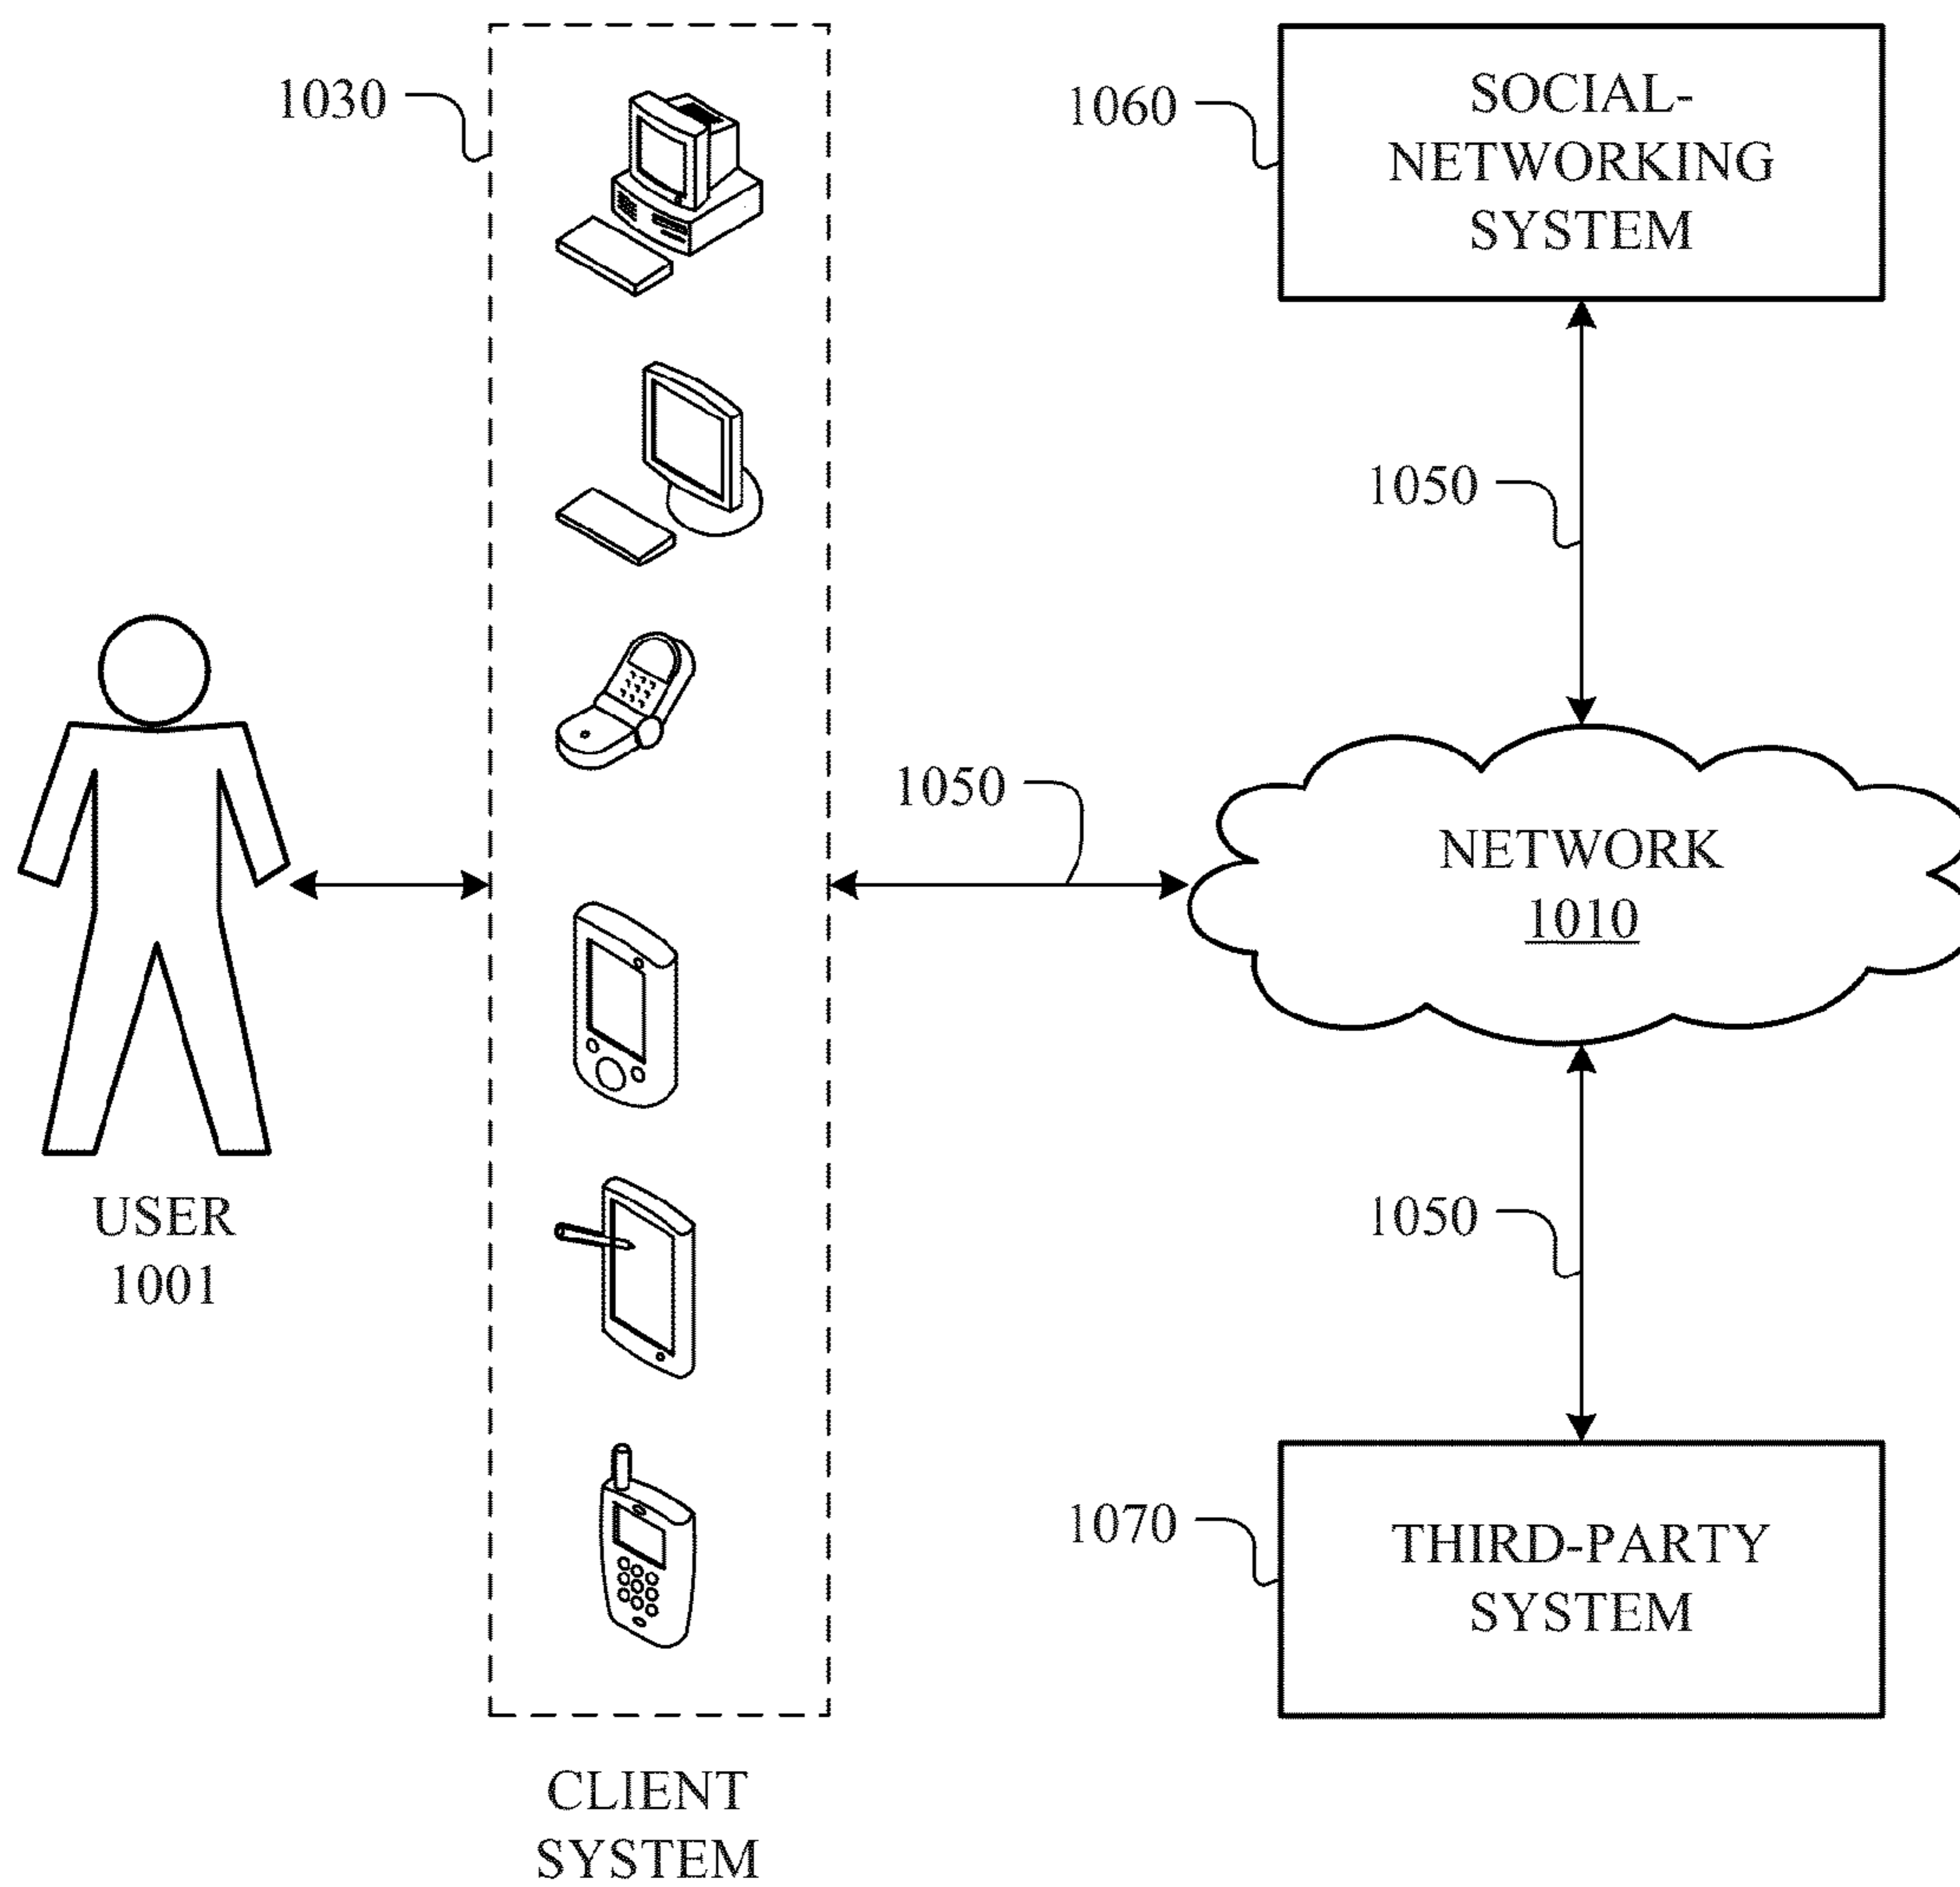 1030
1060
SOCIAL-
NETWORKING
SYSTEM
1050
1050
NETWORK
1010
USER
1001
1050
1070
THIRD-PARTY
SYSTEM
CLIENT
SYSTEM